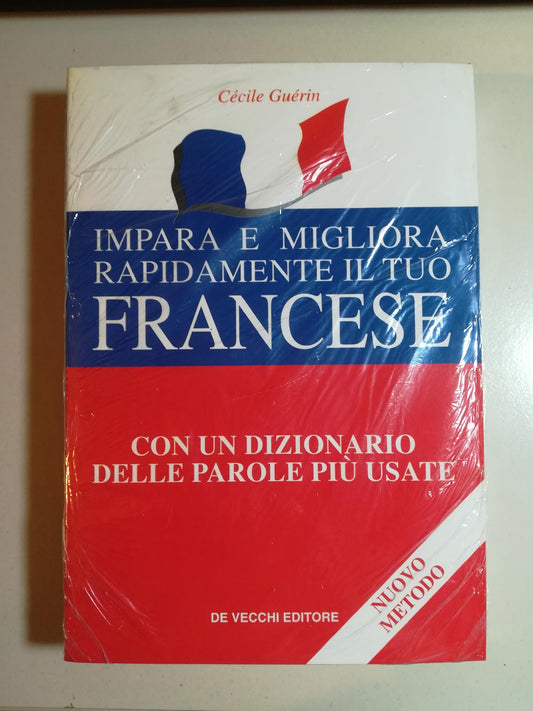 Cécile Guérin
IMPARA E MIGLIORA
RAPIDAMENTE IL TUO
FRANCESE
CON UN DIZIONARIO
DELLE PAROLE PIÙ USATE
NUOVO
METODO
DE VECCHI EDITORE